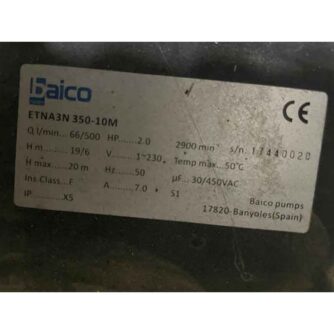 Baico
ETNA3N 350-10M
Q l/min.. 66/500 HP....2.0 2900 min⁻¹ s/n. 17440020
H m.......19/6 V......1~230 Temp max..50°C
H max......20 m Hz....50 µF...30/450VAC
Ins.Class..F A......7.0 S1
IP..........X5 Baico pumps
17820-Banyoles(Spain)
CE